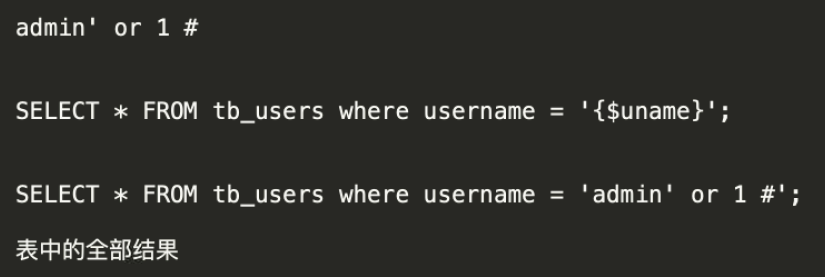 admin' or 1 #
SELECT * FROM tb_users where username = '{$uname}';
SELECT * FROM tb_users where username = 'admin' or 1 #';
表中的全部结果